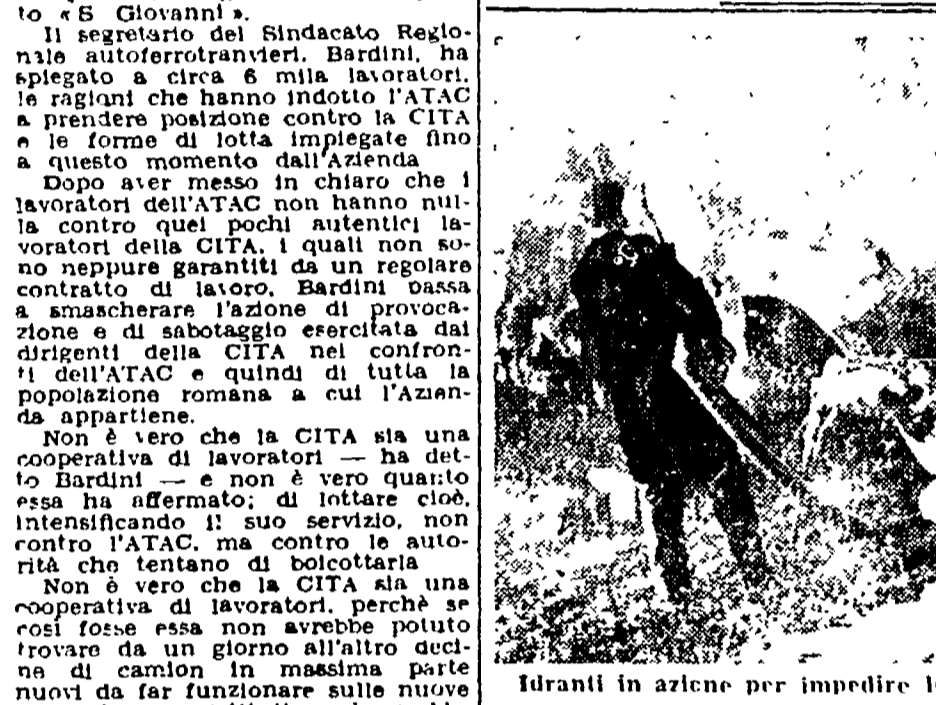 to « S Giovanni ».
Il segretario del Sindacato Regio-
nale autoferrotranvieri. Bardini, ha
spiegato a circa 6 mila lavoratori.
le ragioni che hanno indotto l'ATAC
a prendere posizione contro la CITA
e le forme di lotta impiegate fino
a questo momento dall'Azienda
Dopo aver messo in chiaro che i
lavoratori dell'ATAC non hanno nul-
la contro quei pochi autentici la-
voratori della CITA. i quali non so-
no neppure garantiti da un regolare
contratto di lavoro, Bardini passa
a smascherare l'azione di provoca-
zione e di sabotaggio esercitata dai
dirigenti della CITA nei confron-
ti dell'ATAC e quindi di tutta la
popolazione romana a cui l'Azien-
da appartiene.
Non è vero che la CITA sia una
cooperativa di lavoratori — ha det-
to Bardini — e non è vero quanto
essa ha affermato; di lottare cioè.
intensificando il suo servizio, non
contro l'ATAC. ma contro le auto-
rità che tentano di boicottarla
Non è vero che la CITA sia una
cooperativa di lavoratori. perchè se
così fosse essa non avrebbe potuto
trovare da un giorno all'altro deci-
ne di camion in massima parte
nuovi da far funzionare sulle nuove
Idranti in azione per impedire